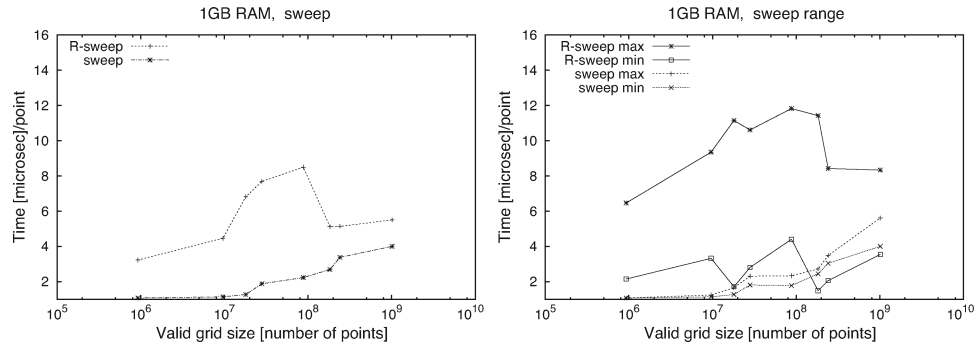 1GB RAM, sweep
R-sweep
sweep
16
14
12
10
8
6
4
2
10^5
10^6
10^7
10^8
10^9
10^10
Time [microsec]/point
Valid grid size [number of points]
1GB RAM, sweep range
R-sweep max
R-sweep min
sweep max
sweep min
16
14
12
10
8
6
4
2
10^5
10^6
10^7
10^8
10^9
10^10
Time [microsec]/point
Valid grid size [number of points]